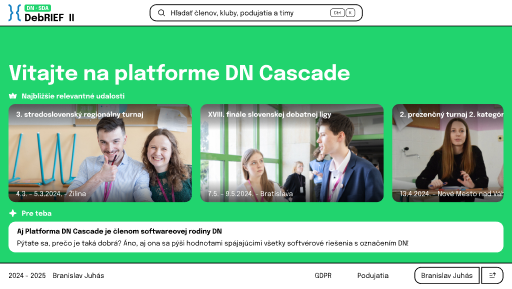 DN · SDA
DebRIEF II
Hladať členov, kluby, podujatia a tímy
Ctrl K
Vitajte na platforme DN Cascade
Najbližšie relevantné udalosti
3. stredoslovenský regionálny turnaj
4.3. – 5.3.2024. - Žilina
XVIII. finále slovenskej debatnej ligy
7.5. – 9.5.2024. - Bratislava
2. prezenčný turnaj 2. kategór
13.4.2024. - Nové Mesto nad Váh
Pre teba
Aj Platforma DN Cascade je členom softwareovej rodiny DN
Pýtate sa, prečo je taká dobrá? Áno, aj ona sa pýši hodnotami spájajúcimi všetky softvérové riešenia s označením DN!
2024 - 2025 Branislav Juhás
GDPR
Podujatia
Branislav Juhás